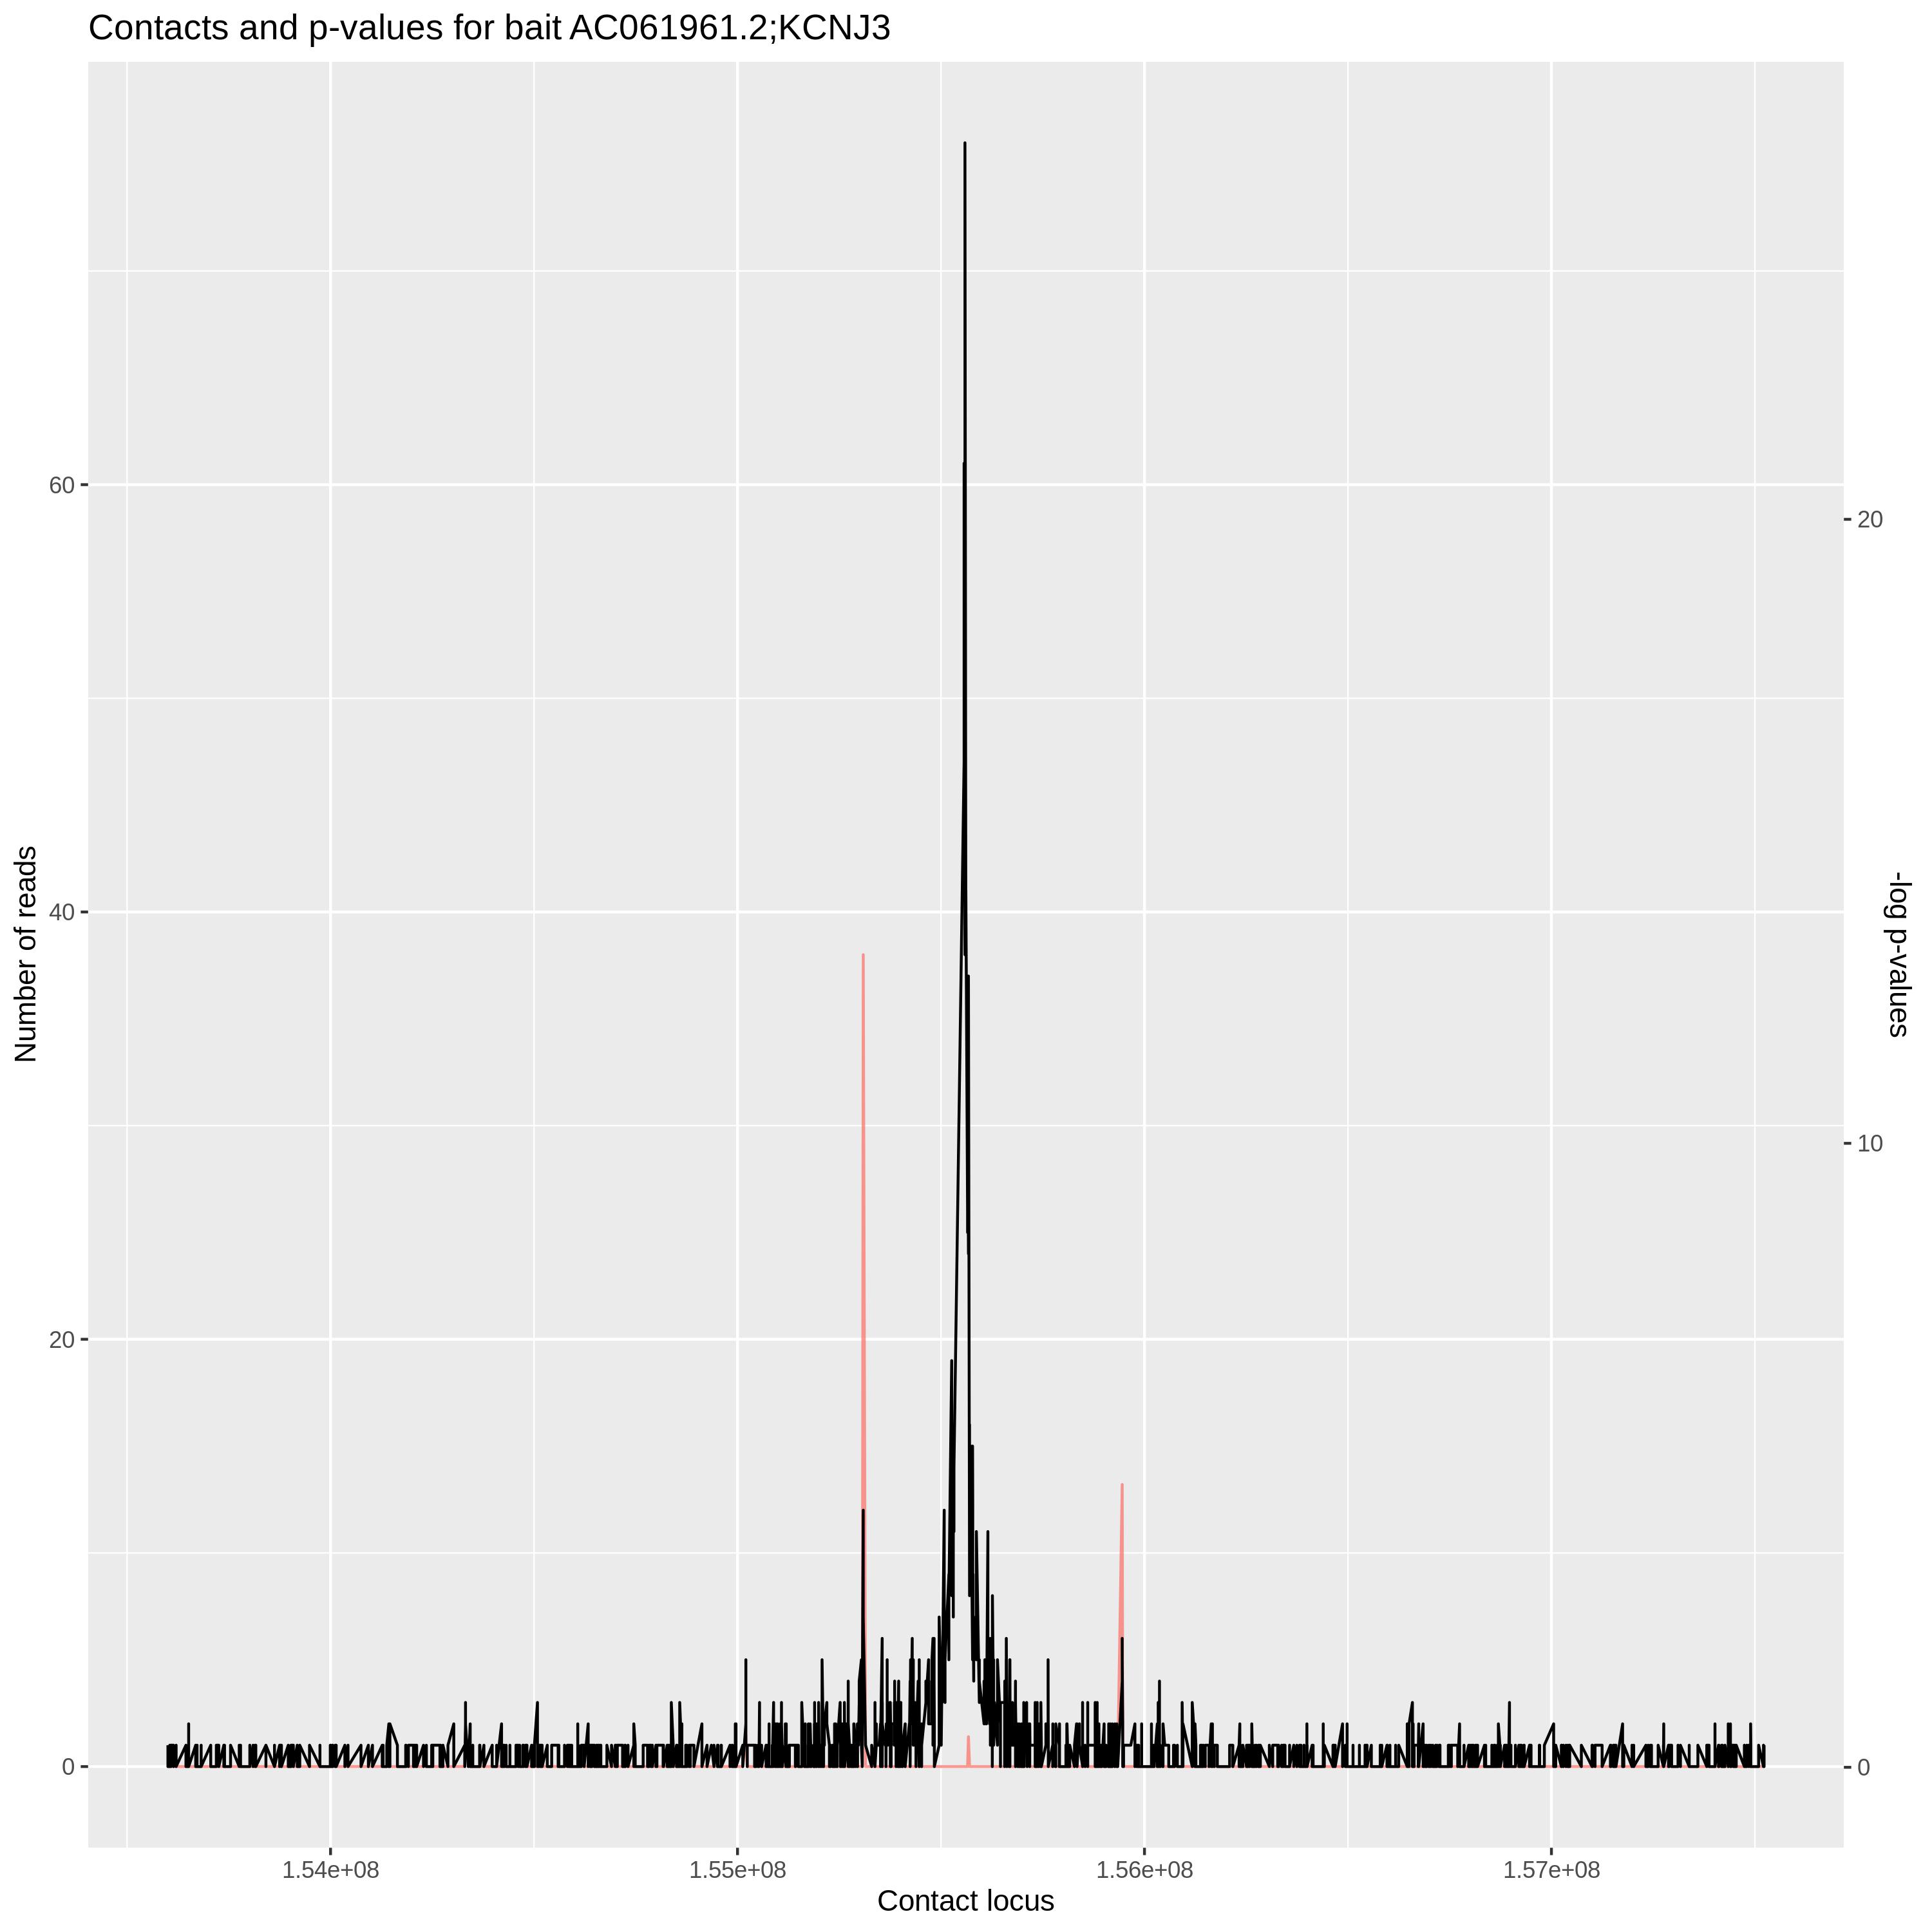 Contacts and p-values for bait AC061961.2;KCNJ3
Number of reads
60
40
20
0
20
10
0
-log p-values
1.54e+08 1.55e+08 1.56e+08 1.57e+08
Contact locus